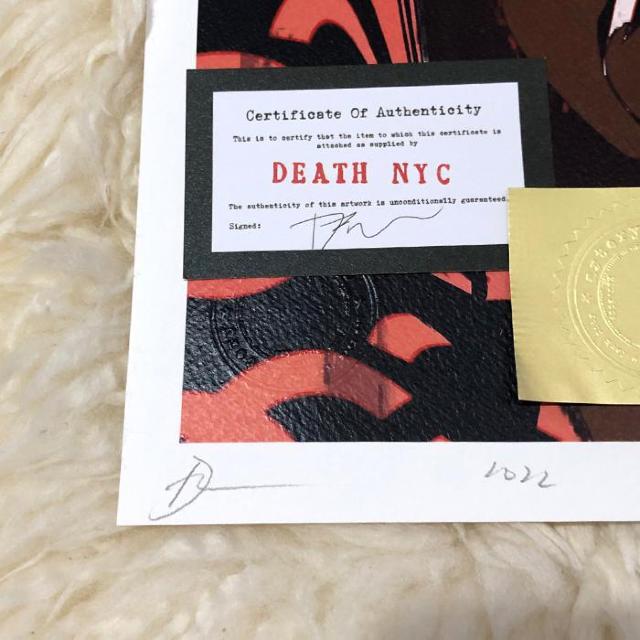 Certificate Of Authenticity
This is to certify that the item to which this certificate is
attached as supplied by
DEATH NYC
The authenticity of this artwork is unconditionally guaranteed.
Signed:
2022